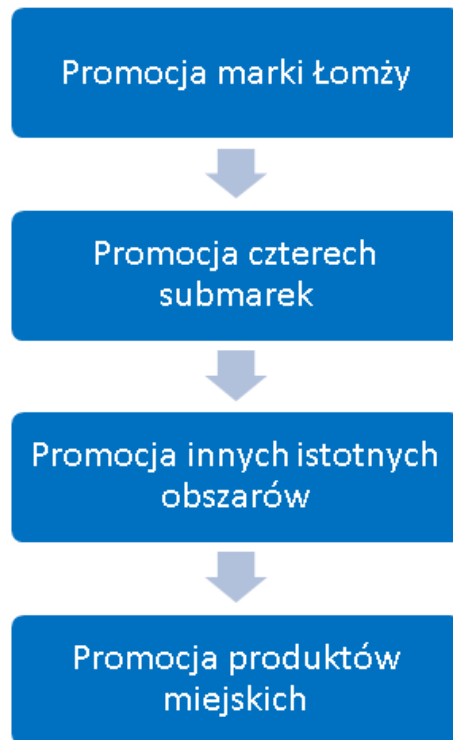 Promocja marki Łomży
Promocja czterech
submarek
Promocja innych istotnych
obszarów
Promocja produktów
miejskich